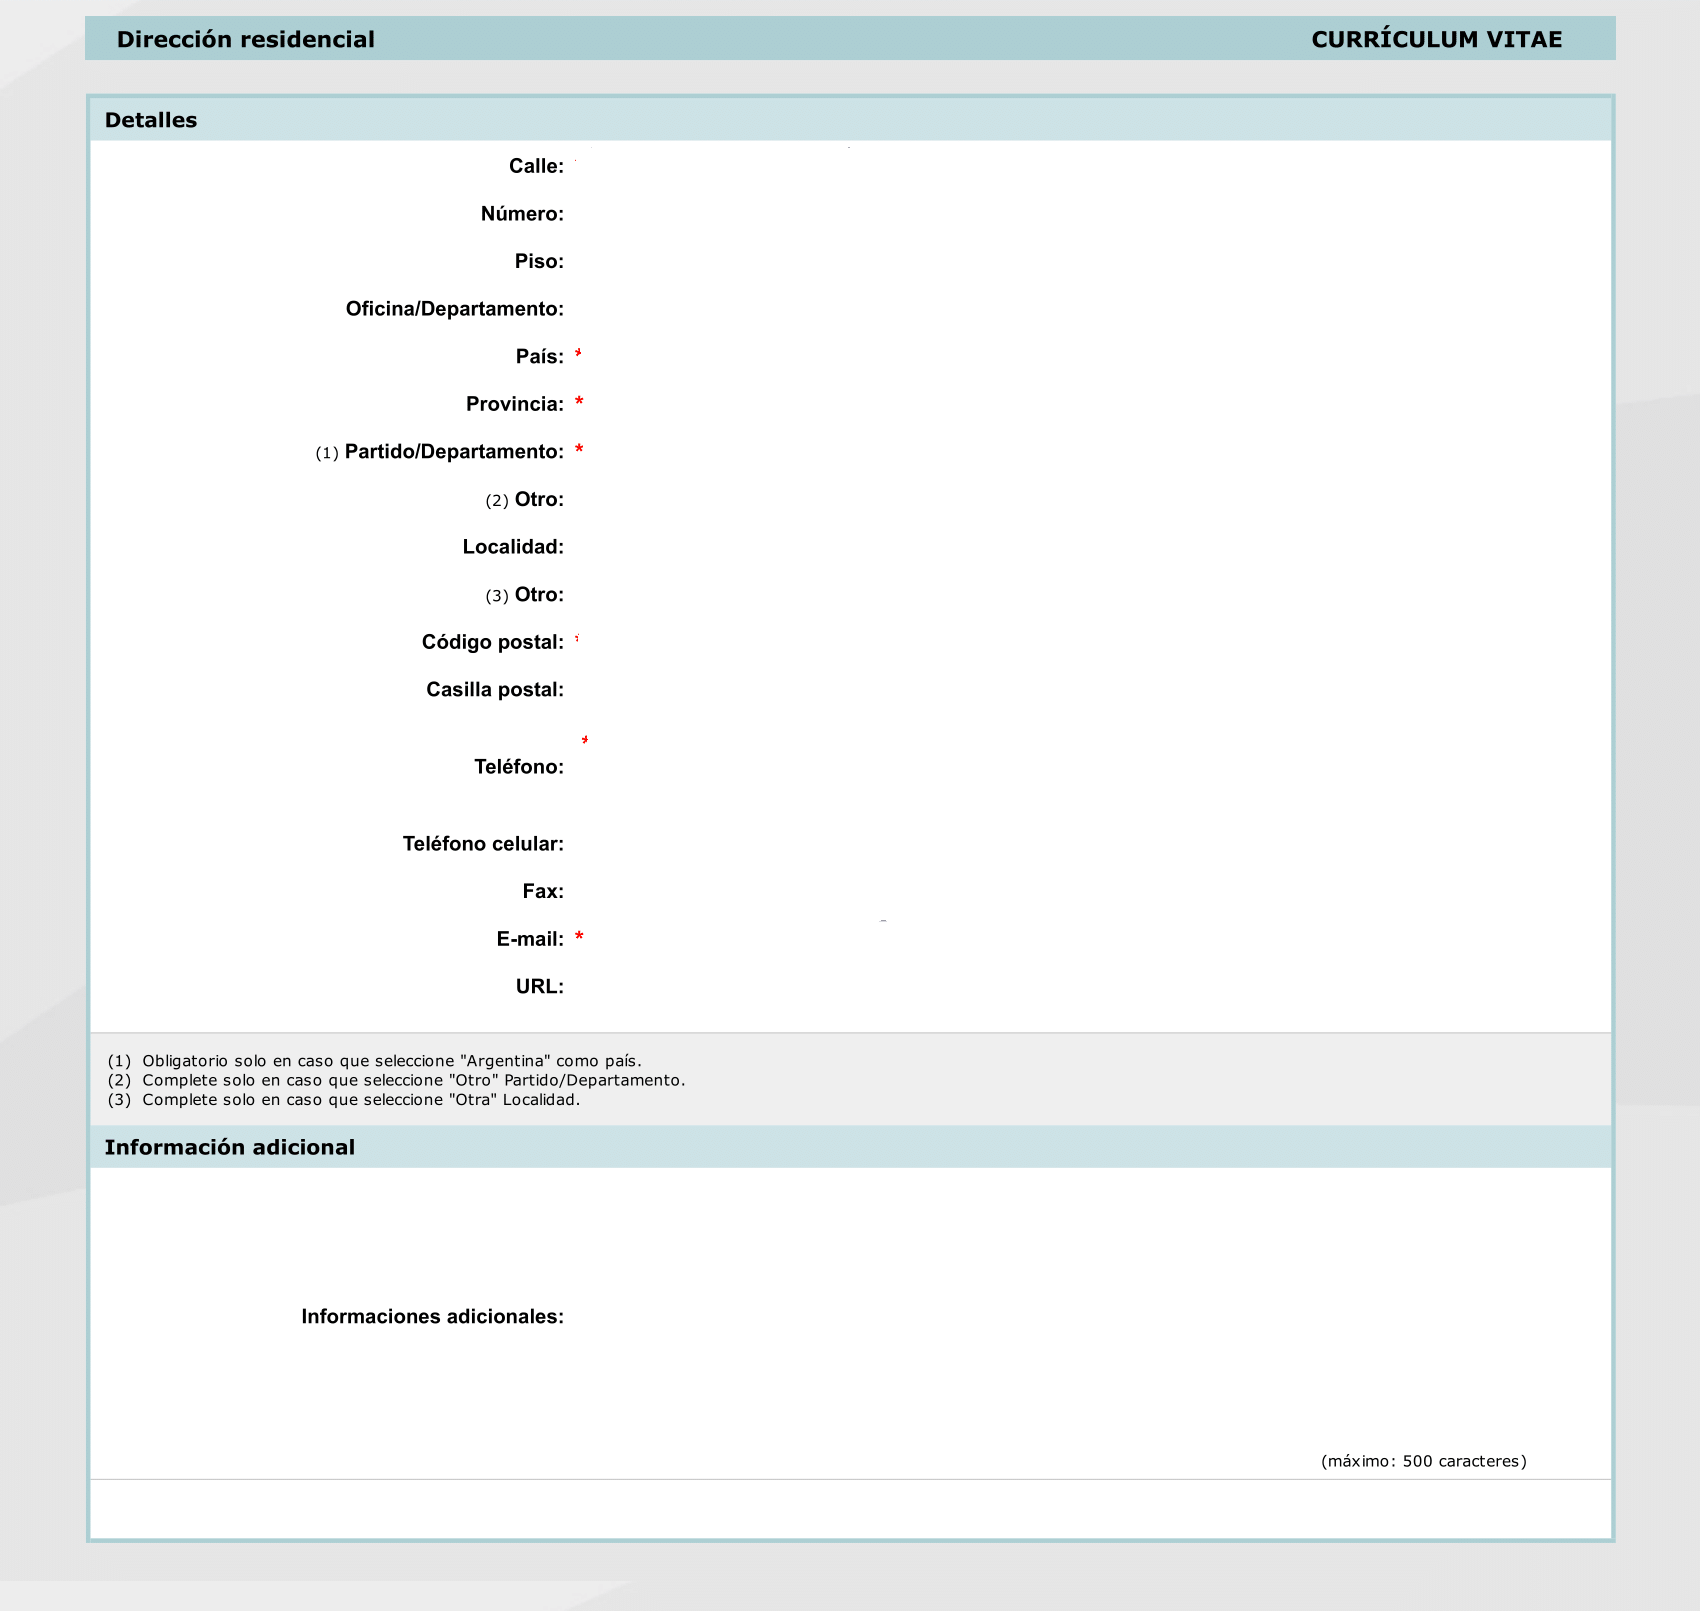 Dirección residencial CURRÍCULUM VITAE
Detalles
Calle:
Número:
Piso:
Oficina/Departamento:
País: *
Provincia: *
(1) Partido/Departamento: *
(2) Otro:
Localidad:
(3) Otro:
Código postal: *
Casilla postal:
Teléfono: *
Teléfono celular:
Fax:
E-mail: *
URL:
(1) Obligatorio solo en caso que seleccione "Argentina" como país.
(2) Complete solo en caso que seleccione "Otro" Partido/Departamento.
(3) Complete solo en caso que seleccione "Otra" Localidad.
Información adicional
Informaciones adicionales:
(máximo: 500 caracteres)